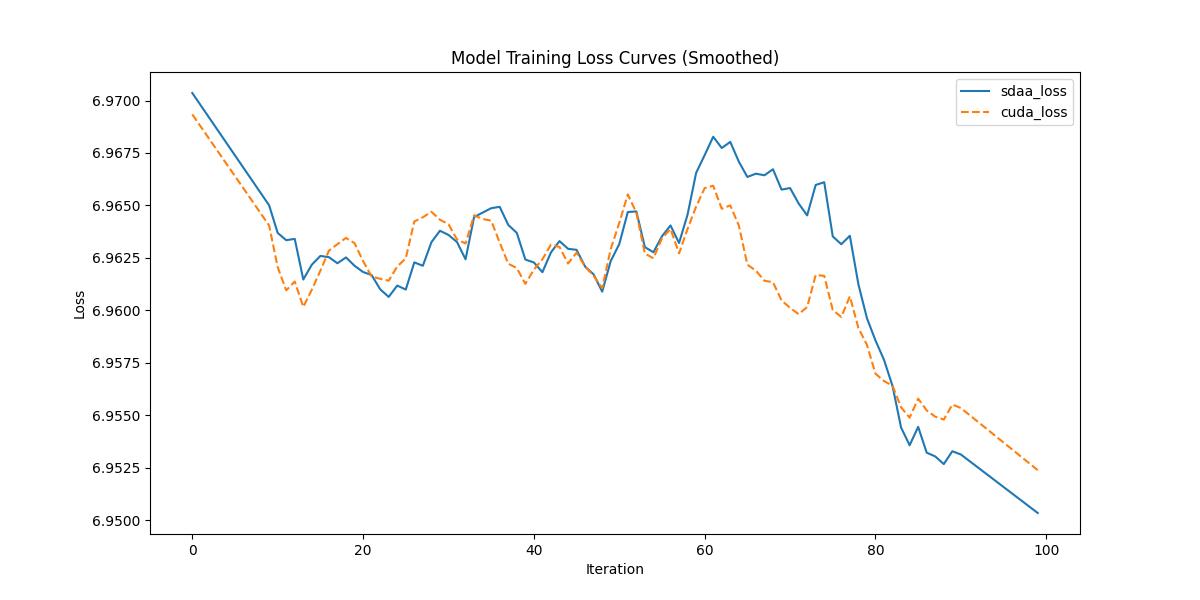 Model Training Loss Curves (Smoothed)
sdaa_loss
cuda_loss
Loss
6.9700
6.9675
6.9650
6.9625
6.9600
6.9575
6.9550
6.9525
6.9500
0 20 40 60 80 100
Iteration